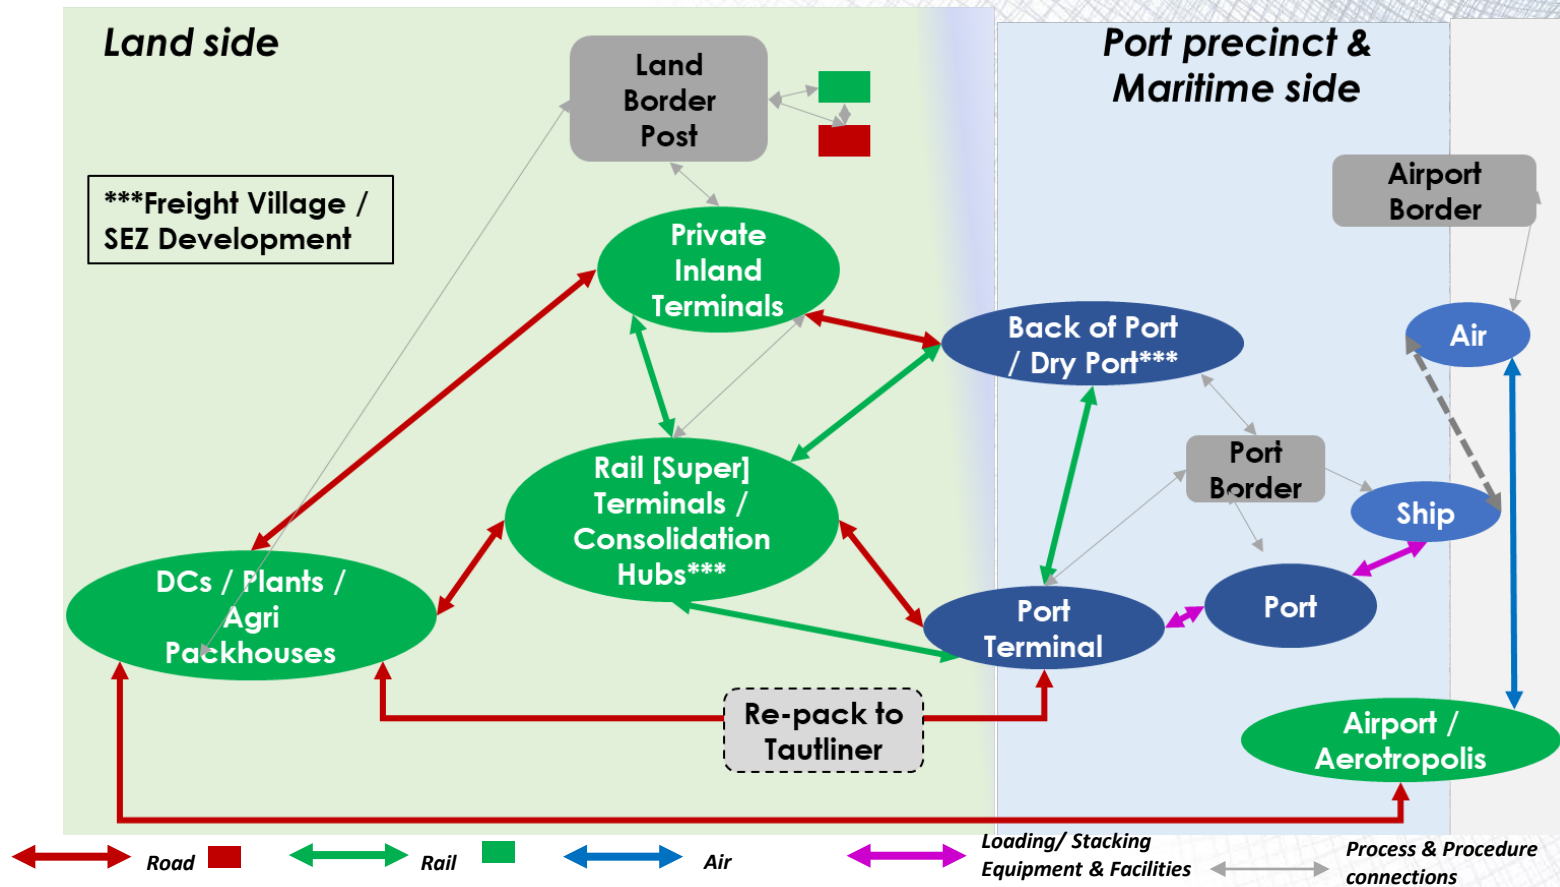 Land side
Port precinct &
Maritime side
Land
Border
Post
***Freight Village /
SEZ Development
Airport
Border
Private
Inland
Terminals
Back of Port
/ Dry Port***
Air
Rail [Super]
Terminals /
Consolidation
Hubs***
Port
Border
Ship
DCs / Plants /
Agri
Packhouses
Port
Terminal
Port
Re-pack to
Tautliner
Airport /
Aerotropolis
Road
Rail
Air
Loading/ Stacking
Equipment & Facilities
Process & Procedure
connections